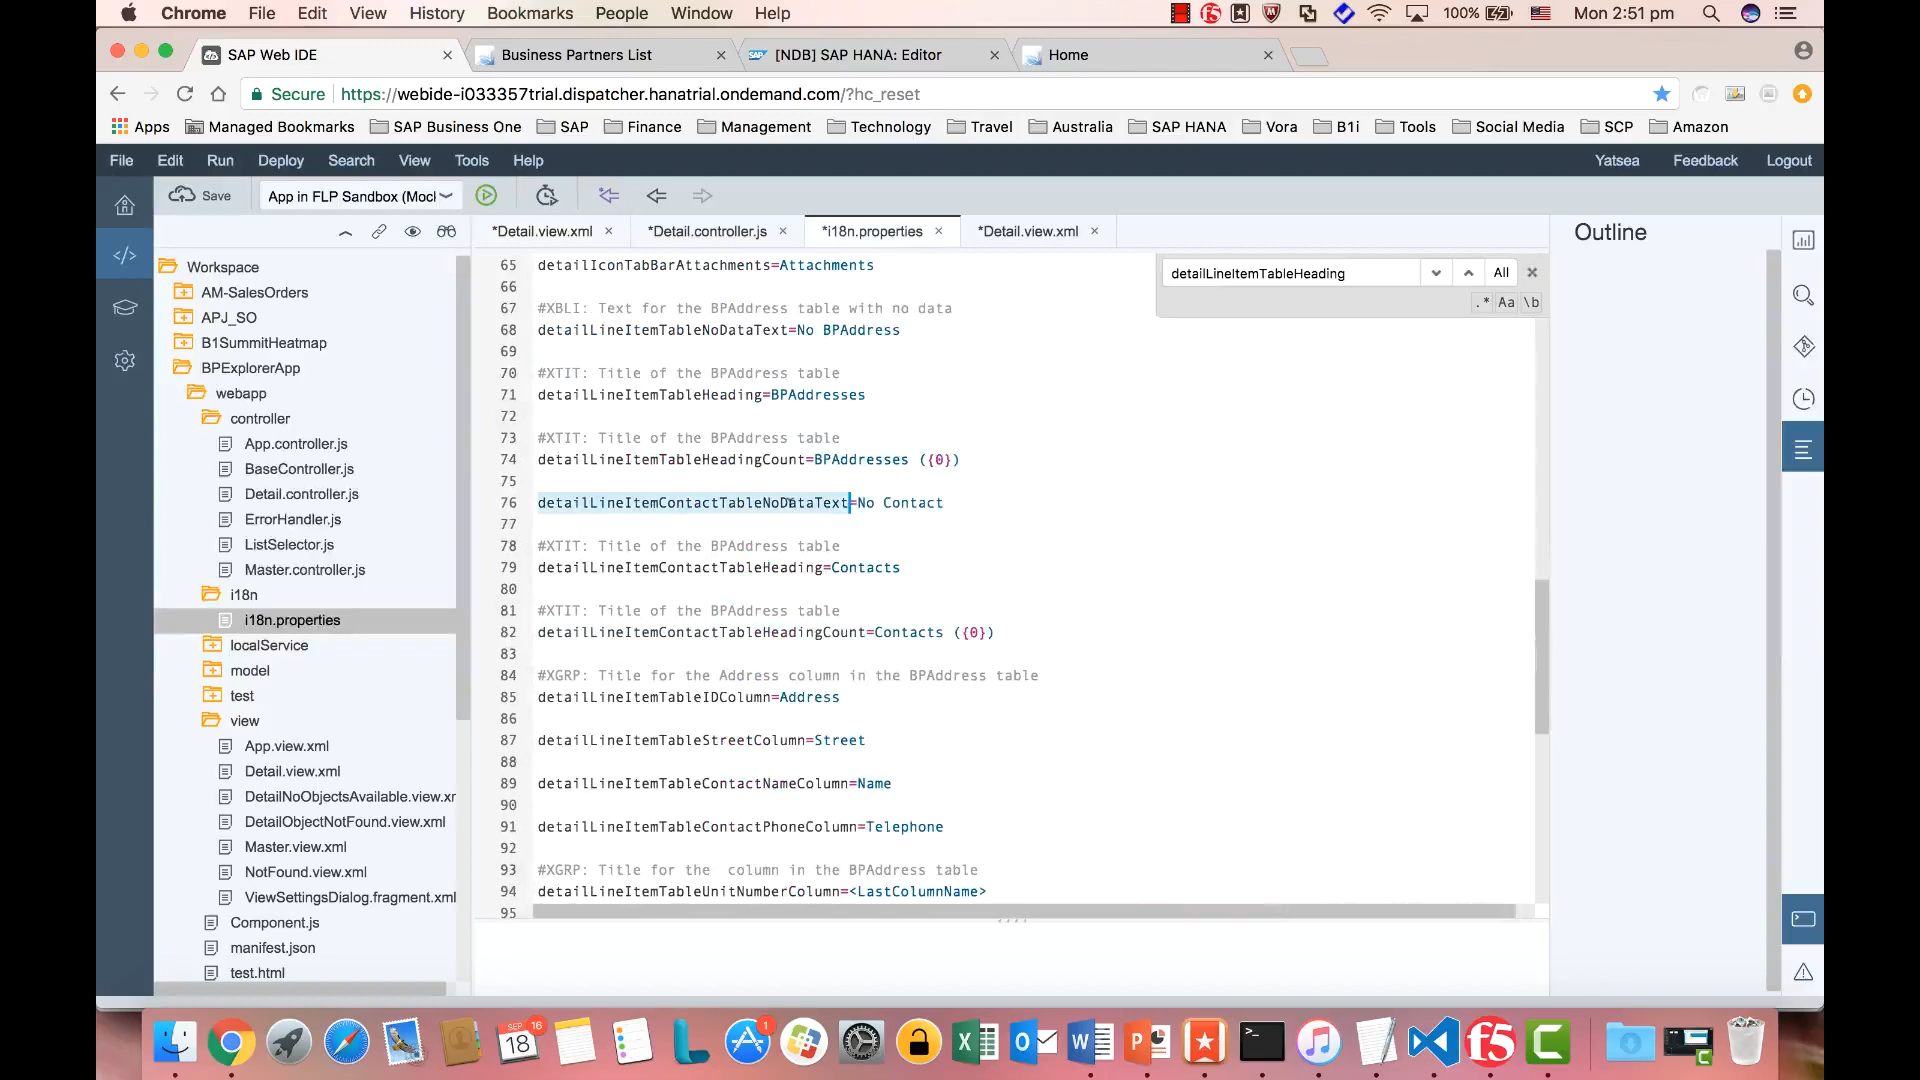 Chrome File Edit View History Bookmarks People Window Help 100% Mon 2:51 pm
SAP Web IDE Business Partners List [NDB] SAP HANA: Editor Home
Secure https://webide-i033357trial.dispatcher.hanatrial.ondemand.com/?hc_reset
Apps Managed Bookmarks SAP Business One SAP Finance Management Technology Travel Australia SAP HANA Vora B1i Tools Social Media SCP Amazon
File Edit Run Deploy Search View Tools Help Yatsea Feedback Logout
Save App in FLP Sandbox (Mocl
*Detail.view.xml *Detail.controller.js *i18n.properties *Detail.view.xml Outline
Workspace
AM-SalesOrders
APJ_SO
B1SummitHeatmap
BPExplorerApp
webapp
controller
App.controller.js
BaseController.js
Detail.controller.js
ErrorHandler.js
ListSelector.js
Master.controller.js
i18n
i18n.properties
localService
model
test
view
App.view.xml
Detail.view.xml
DetailNoObjectsAvailable.view.xr
DetailObjectNotFound.view.xml
Master.view.xml
NotFound.view.xml
ViewSettingsDialog.fragment.xml
Component.js
manifest.json
test.html
65 detailIconTabBarAttachments=Attachments
66
67 #XBLI: Text for the BPAddress table with no data
68 detailLineItemTableNoDataText=No BPAddress
69
70 #XTIT: Title of the BPAddress table
71 detailLineItemTableHeading=BPAddresses
72
73 #XTIT: Title of the BPAddress table
74 detailLineItemTableHeadingCount=BPAddresses ({0})
75
76 detailLineItemContactTableNoDataText=No Contact
77
78 #XTIT: Title of the BPAddress table
79 detailLineItemContactTableHeading=Contacts
80
81 #XTIT: Title of the BPAddress table
82 detailLineItemContactTableHeadingCount=Contacts ({0})
83
84 #XGRP: Title for the Address column in the BPAddress table
85 detailLineItemTableIDColumn=Address
86
87 detailLineItemTableStreetColumn=Street
88
89 detailLineItemTableContactNameColumn=Name
90
91 detailLineItemTableContactPhoneColumn=Telephone
92
93 #XGRP: Title for the  column in the BPAddress table
94 detailLineItemTableUnitNumberColumn=<LastColumnName>
95
detailLineItemTableHeading All
.* Aa \b
SEP 18 16 1
f5